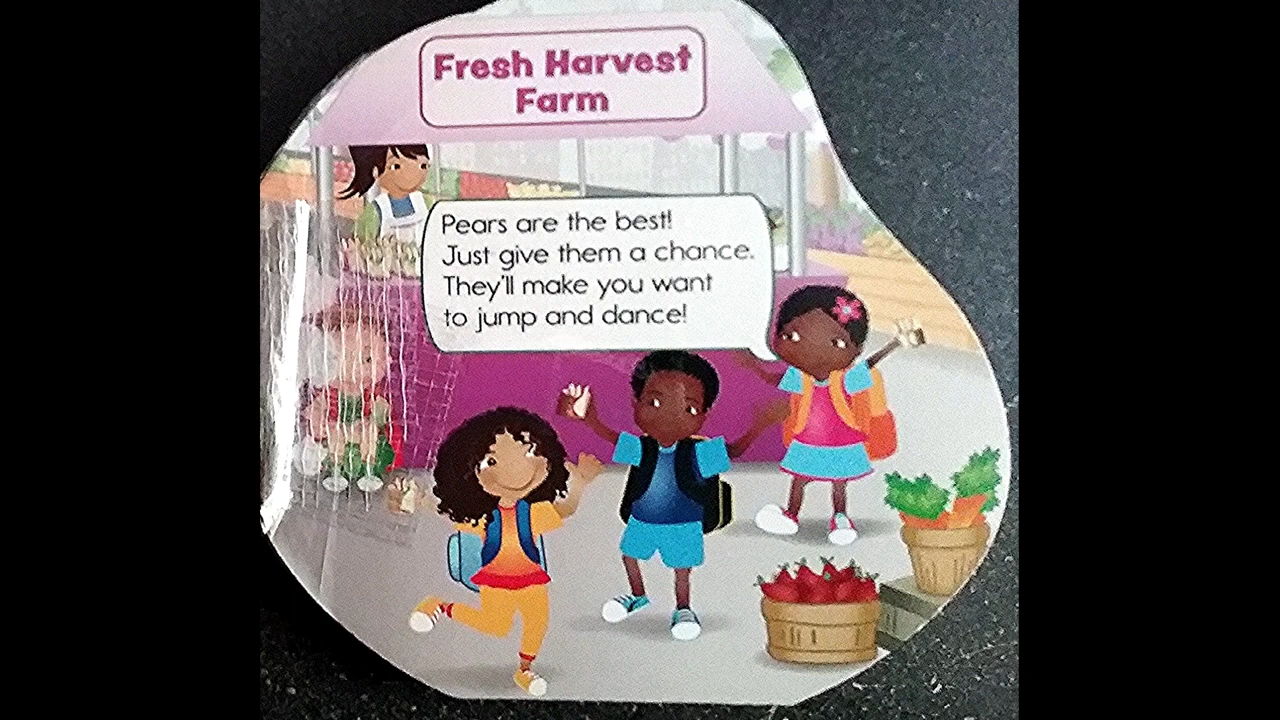 Fresh Harvest
Farm
Pears are the best!
Just give them a chance.
They'll make you want
to jump and dance!